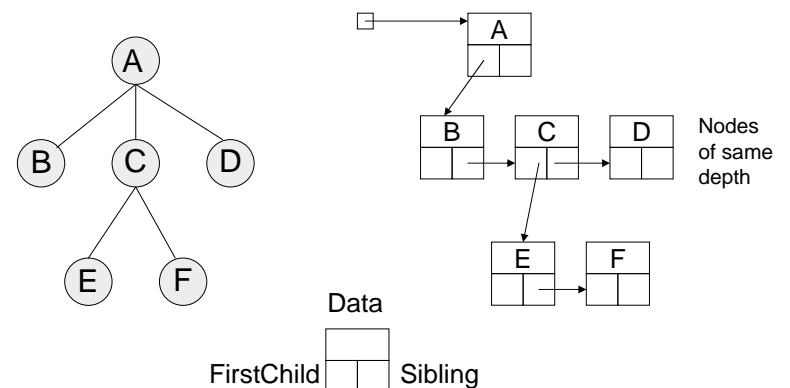 A
B C D
E F
A
B C D
Nodes
of same
depth
E F
Data
FirstChild Sibling